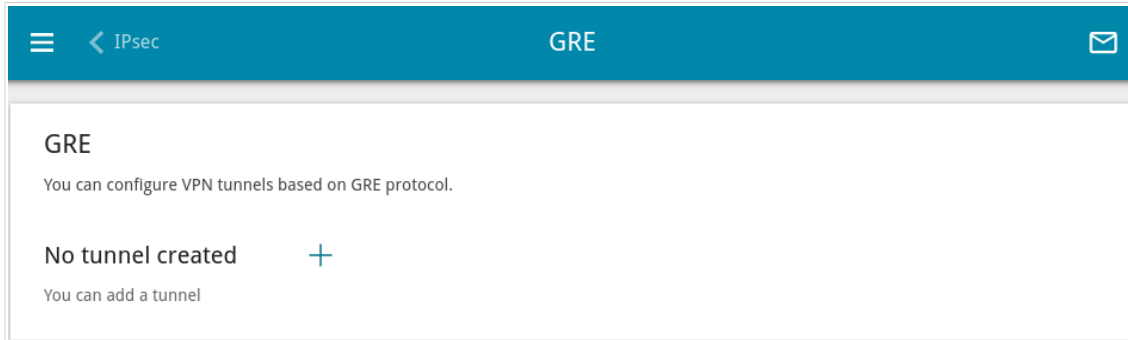 IPsec
GRE
GRE
You can configure VPN tunnels based on GRE protocol.
No tunnel created
You can add a tunnel